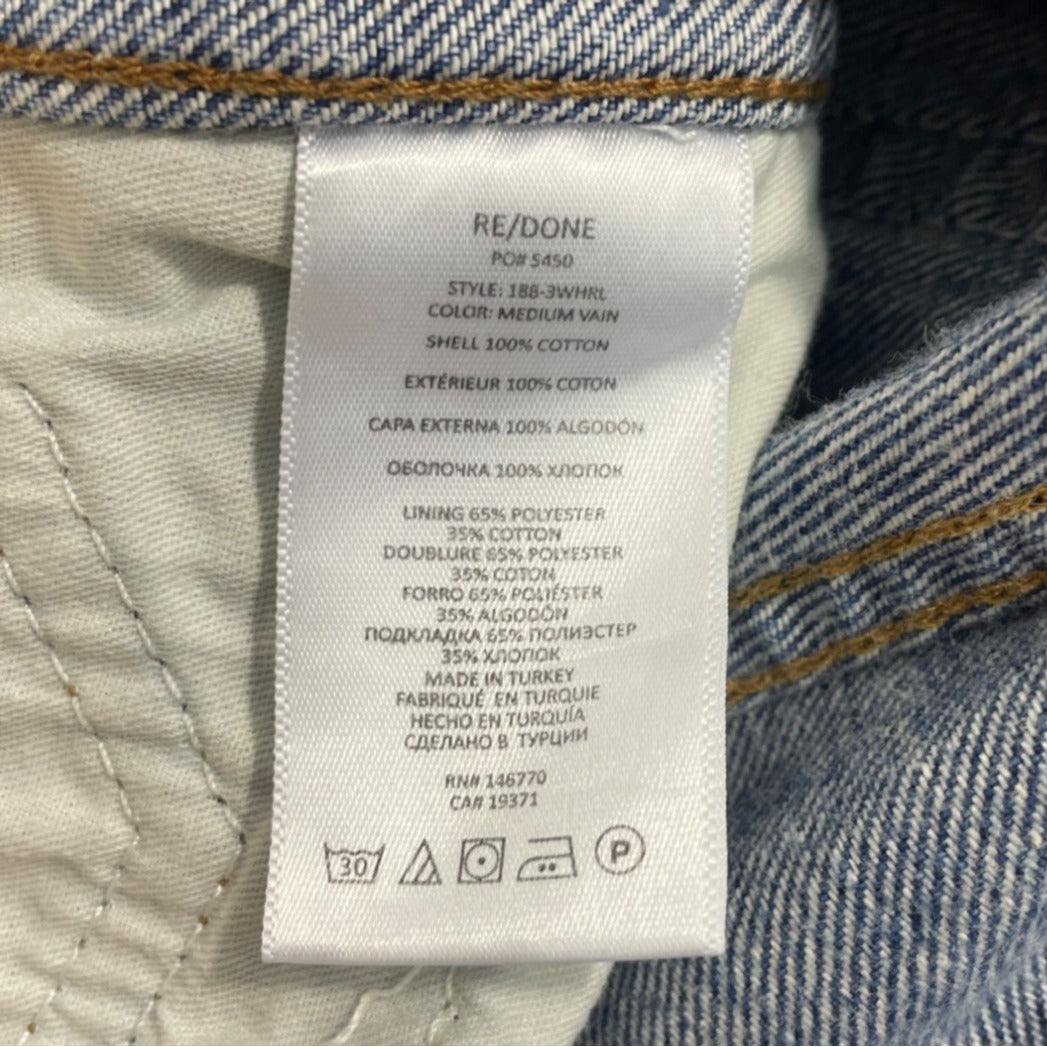 RE/DONE
PO# 5450
STYLE: 188-3WHRL
COLOR: MEDIUM VAIN
SHELL 100% COTTON
EXTÉRIEUR 100% COTON
CAPA EXTERNA 100% ALGODÓN
ОБОЛОЧКА 100% ХЛОПОК
LINING 65% POLYESTER
35% COTTON
DOUBLURE 65% POLYESTER
35% COTON
FORRO 65% POLIÉSTER
35% ALGODÓN
ПОДКЛАДКА 65% ПОЛИЭСТЕР
35% ХЛОПОК
MADE IN TURKEY
FABRIQUÉ EN TURQUIE
HECHO EN TURQUÍA
СДЕЛАНО В ТУРЦИИ
RN# 146770
CA# 19371
30 P